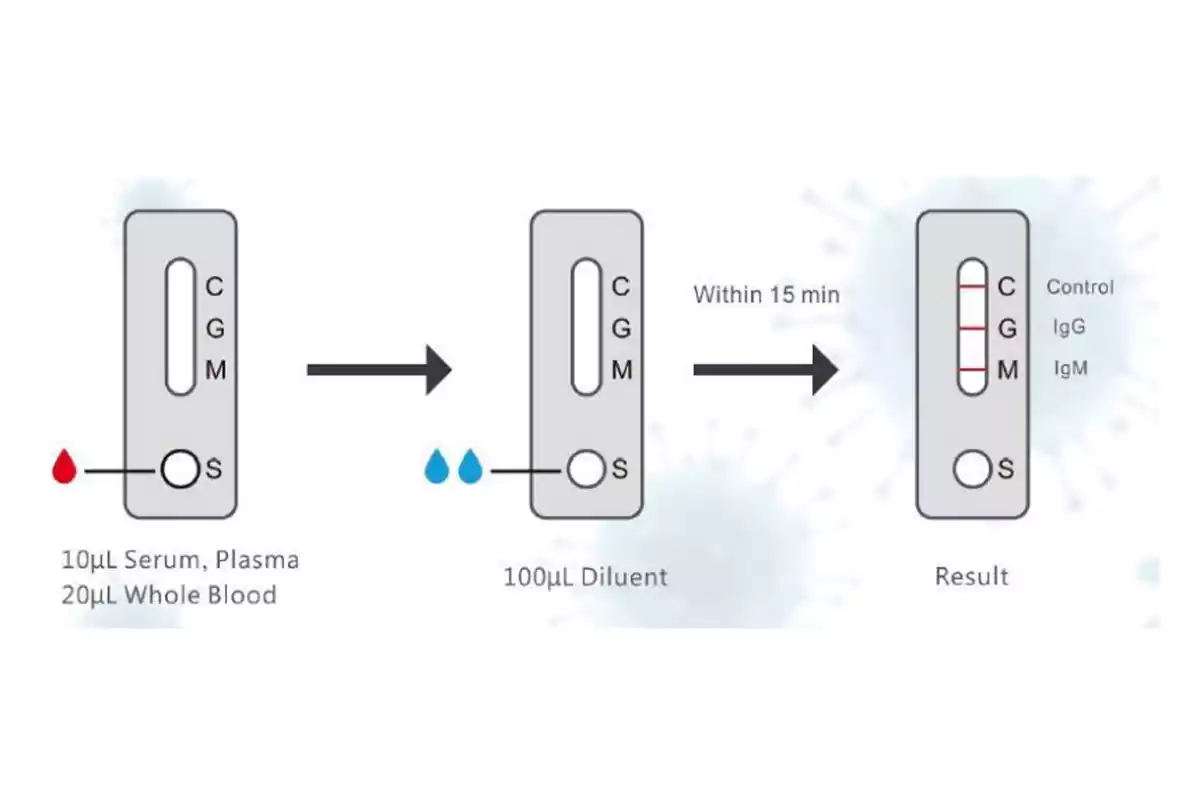 C
G
M
S
10µL Serum, Plasma
20µL Whole Blood
C
G
M
S
100µL Diluent
Within 15 min
C Control
G IgG
M IgM
S
Result